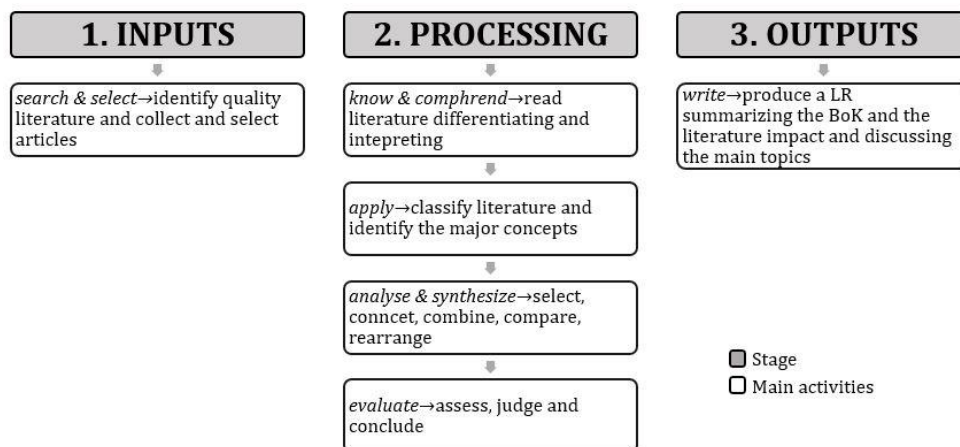 1. INPUTS
search & select→identify quality
literature and collect and select
articles
2. PROCESSING
know & comphrend→read
literature differentiating and
intepreting
apply→classify literature and
identify the major concepts
analyse & synthesize→select,
conncet, combine, compare,
rearrange
evaluate→assess, judge and
conclude
3. OUTPUTS
write→produce a LR
summarizing the BoK and the
literature impact and discussing
the main topics
Stage
Main activities